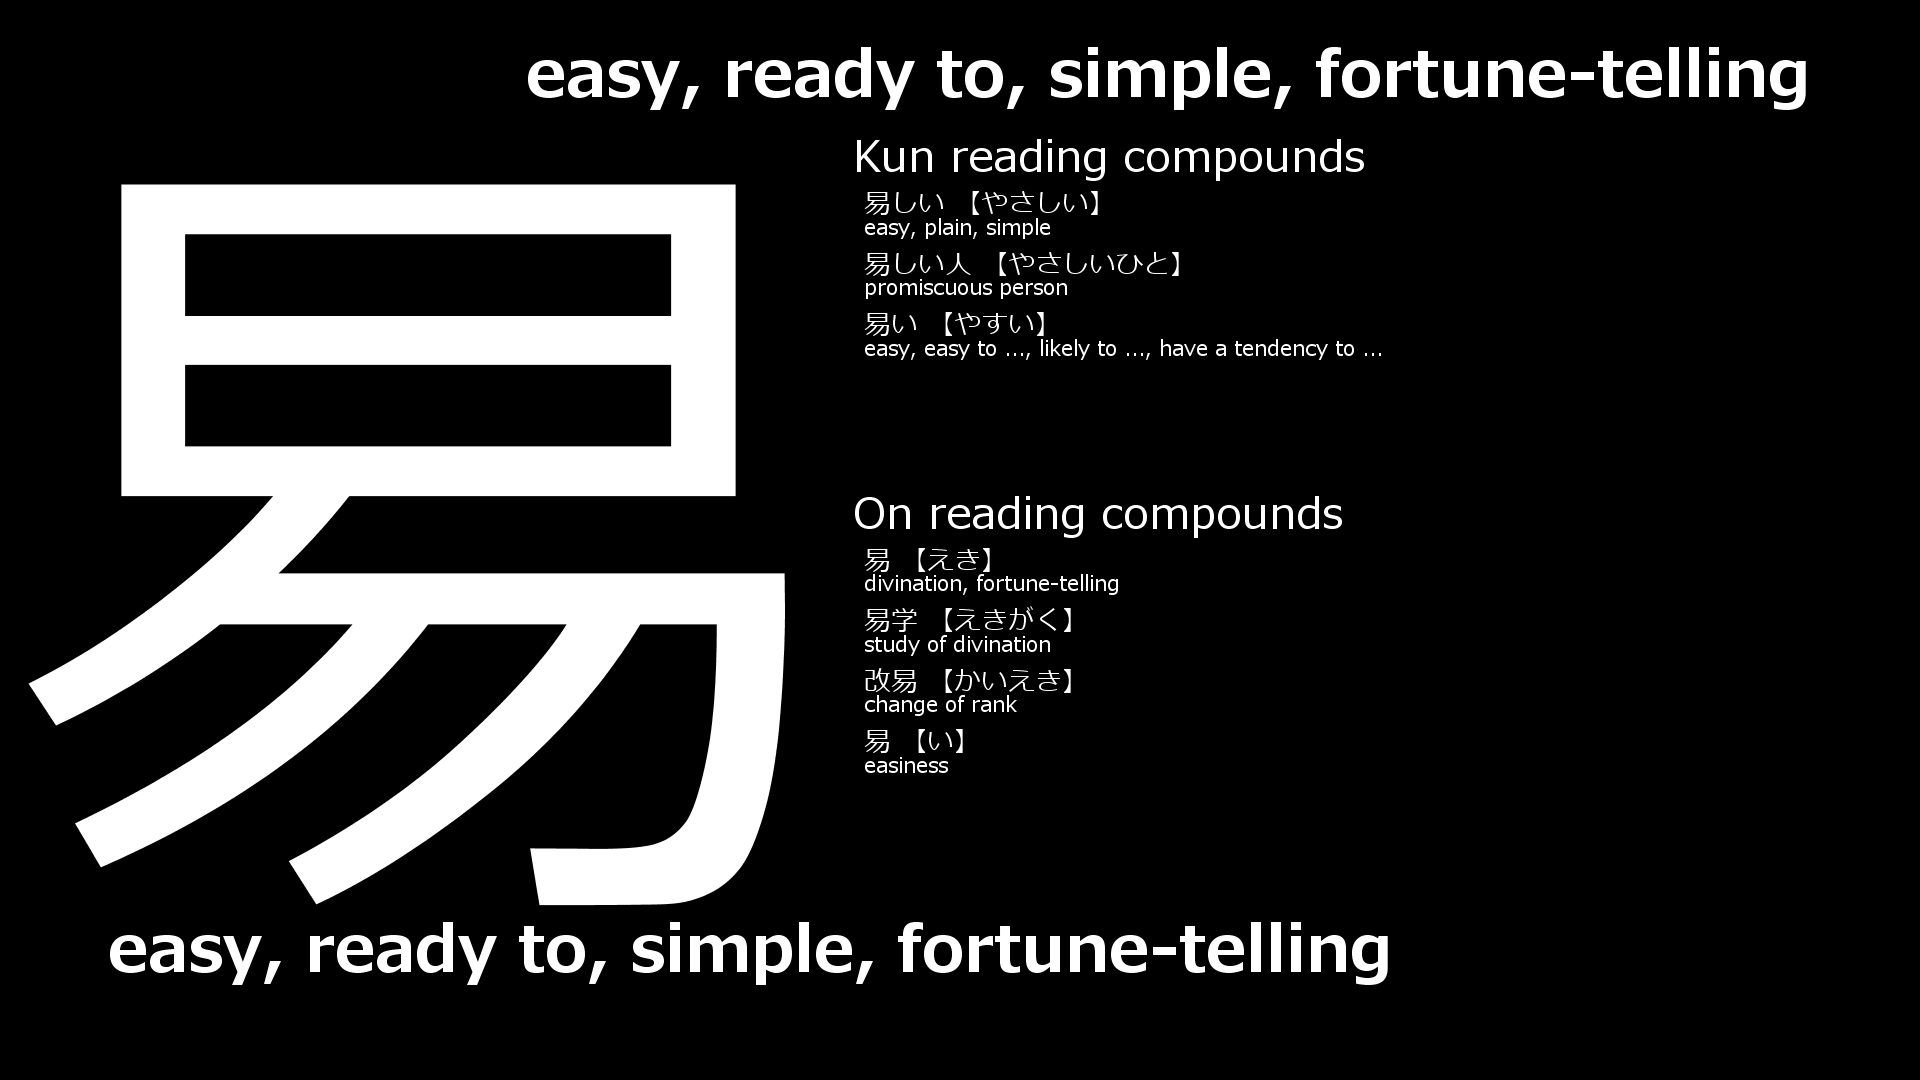 easy, ready to, simple, fortune-telling
易
Kun reading compounds
易しい 【やさしい】
easy, plain, simple
易しい人 【やさしいひと】
promiscuous person
易い 【やすい】
easy, easy to ..., likely to ..., have a tendency to ...
On reading compounds
易 【えき】
divination, fortune-telling
易学 【えきがく】
study of divination
改易 【かいえき】
change of rank
易 【い】
easiness
easy, ready to, simple, fortune-telling